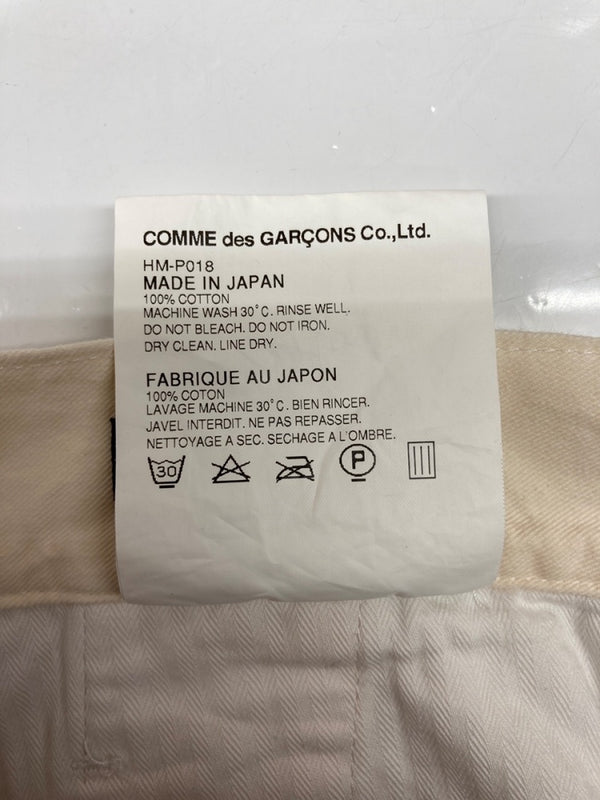 COMME des GARÇONS Co.,Ltd.
HM-P018
MADE IN JAPAN
100% COTTON
MACHINE WASH 30°C. RINSE WELL.
DO NOT BLEACH. DO NOT IRON.
DRY CLEAN. LINE DRY.
FABRIQUE AU JAPON
100% COTON
LAVAGE MACHINE 30°C. BIEN RINCER.
JAVEL INTERDIT. NE PAS REPASSER.
NETTOYAGE A SEC. SECHAGE A L'OMBRE.
30 P